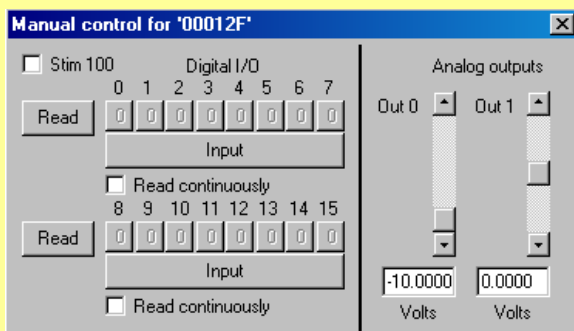 Manual control for '00012F'
Stim 100 Digital I/O
0 1 2 3 4 5 6 7
Read 0 0 0 0 0 0 0 0
Input
Read continuously
8 9 10 11 12 13 14 15
Read 0 0 0 0 0 0 0 0
Input
Read continuously
Analog outputs
Out 0 Out 1
-10.0000 0.0000
Volts Volts